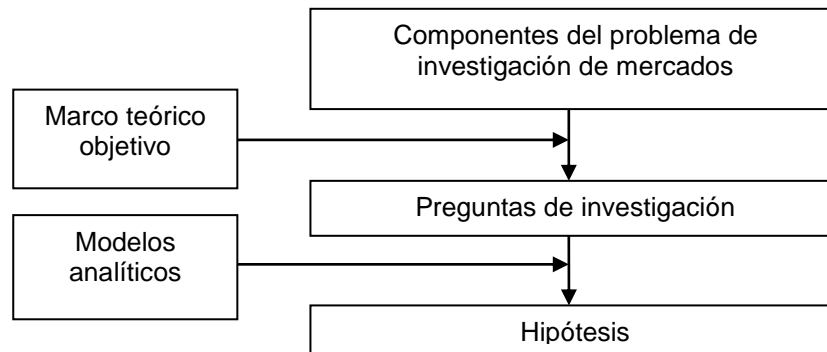 Componentes del problema de
investigación de mercados
Marco teórico
objetivo
Preguntas de investigación
Modelos
analíticos
Hipótesis